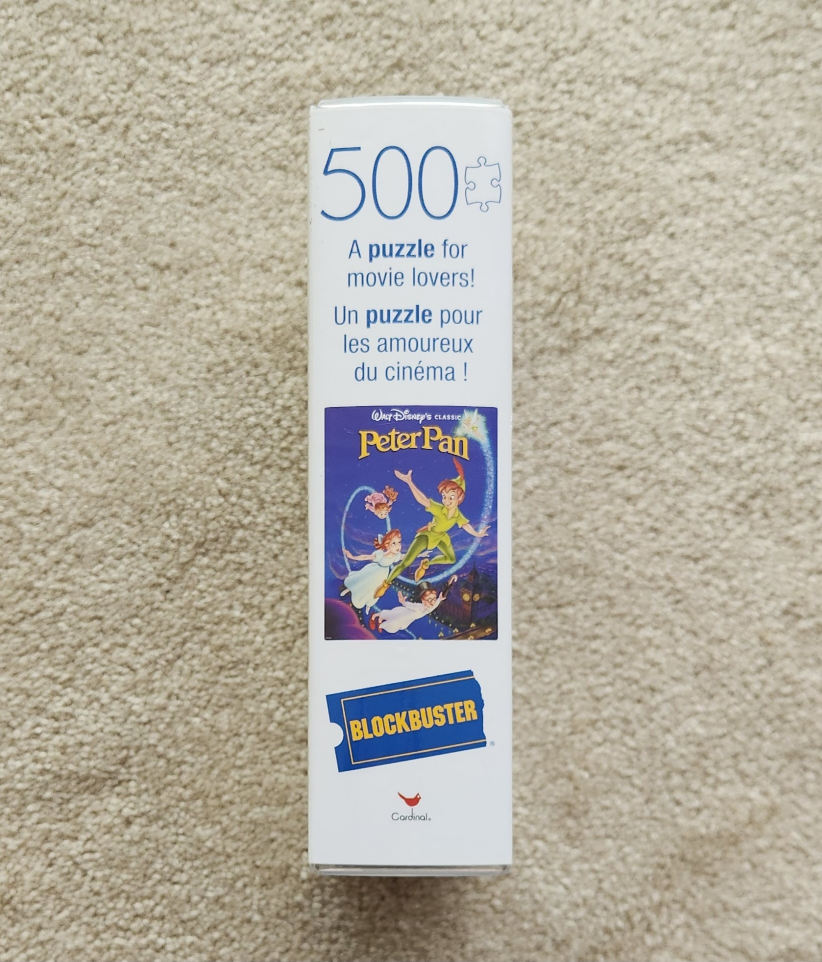 500
A puzzle for
movie lovers!
Un puzzle pour
les amoureux
du cinéma !
WALT DISNEY'S CLASSIC
Peter Pan
BLOCKBUSTER
®
Cardinal®